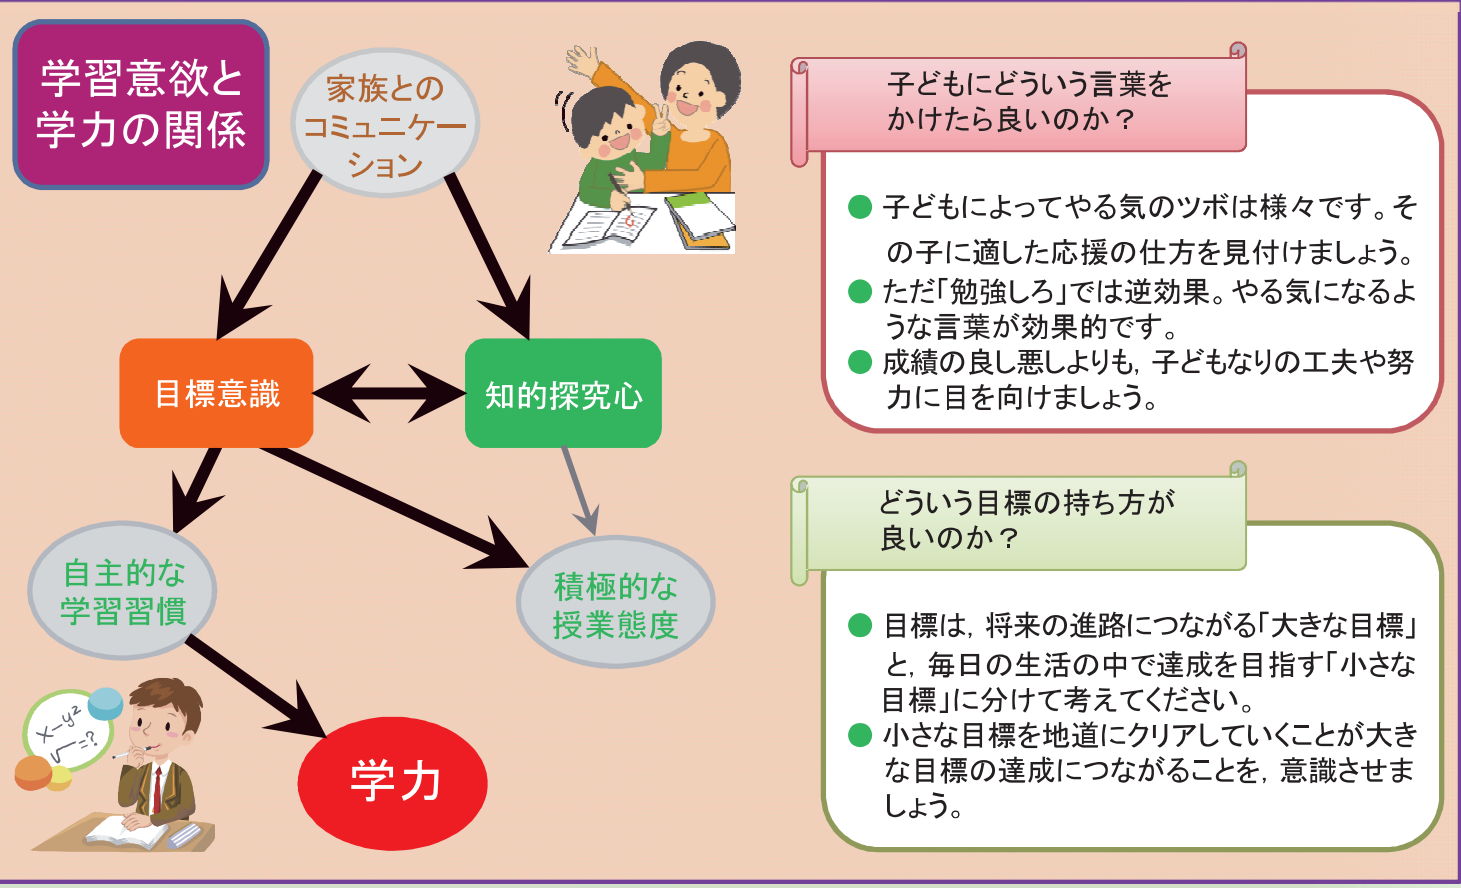 学習意欲と
学力の関係
家族との
コミュニケー
ション
目標意識
知的探究心
自主的な
学習習慣
積極的な
授業態度
X-y²
√ =?
学力
子どもにどういう言葉を
かけたら良いのか？
● 子どもによってやる気のツボは様々です。そ
の子に適した応援の仕方を見付けましょう。
● ただ「勉強しろ」では逆効果。やる気になるよ
うな言葉が効果的です。
● 成績の良し悪しよりも，子どもなりの工夫や努
力に目を向けましょう。
どういう目標の持ち方が
良いのか？
● 目標は，将来の進路につながる「大きな目標」
と，毎日の生活の中で達成を目指す「小さな
目標」に分けて考えてください。
● 小さな目標を地道にクリアしていくことが大き
な目標の達成につながることを，意識させま
しょう。